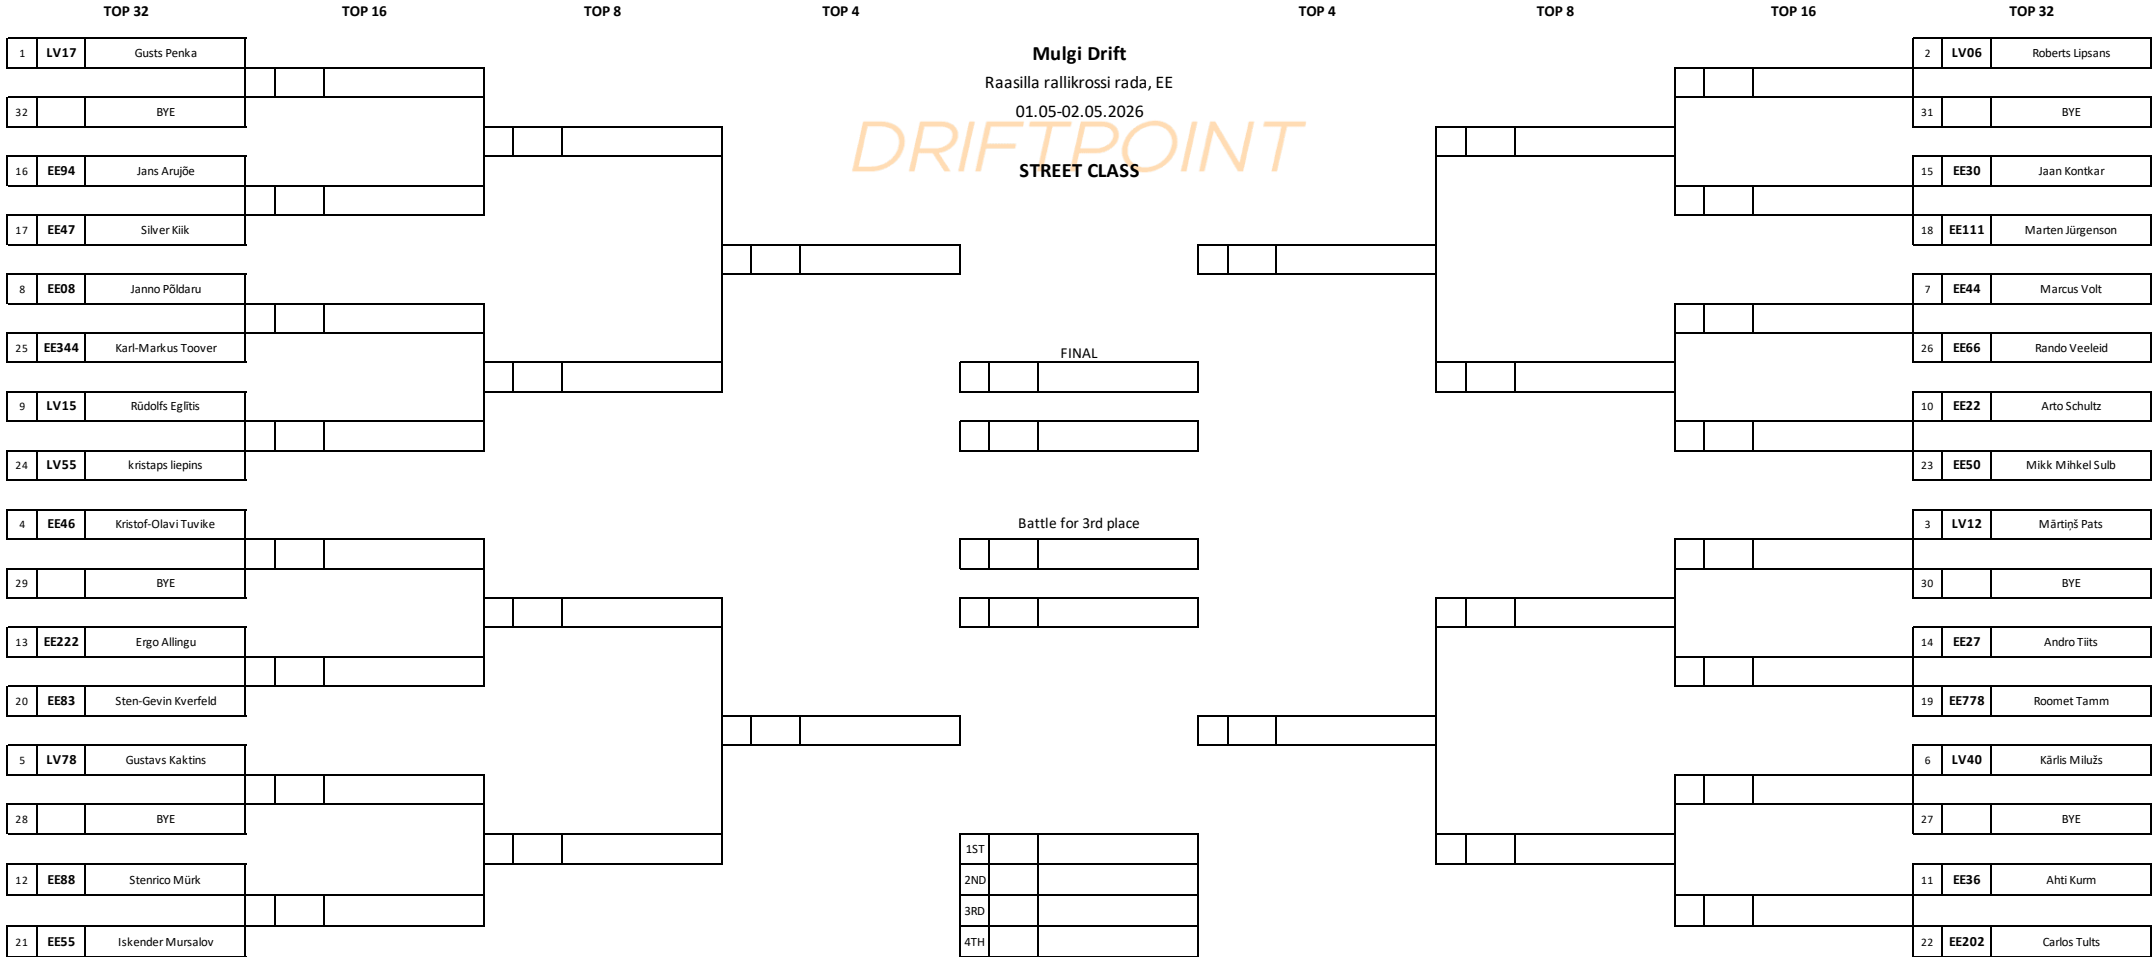 TOP 32 TOP 16 TOP 8 TOP 4 TOP 4 TOP 8 TOP 16 TOP 32
1 LV17 Gusts Penka
32 BYE
16 EE94 Jans Arujõe
17 EE47 Silver Kiik
8 EE08 Janno Põldaru
25 EE344 Karl-Markus Toover
9 LV15 Rūdolfs Eglītis
24 LV55 kristaps liepins
4 EE46 Kristof-Olavi Tuvike
29 BYE
13 EE222 Ergo Allingu
20 EE83 Sten-Gevin Kverfeld
5 LV78 Gustavs Kaktins
28 BYE
12 EE88 Stenrico Mürk
21 EE55 Iskender Mursalov
Mulgi Drift
Raasilla rallikrossi rada, EE
01.05-02.05.2026
DRIFTPOINT
STREET CLASS
FINAL
Battle for 3rd place
1ST
2ND
3RD
4TH
2 LV06 Roberts Lipsans
31 BYE
15 EE30 Jaan Kontkar
18 EE111 Marten Jürgenson
7 EE44 Marcus Volt
26 EE66 Rando Veeleid
10 EE22 Arto Schultz
23 EE50 Mikk Mihkel Sulb
3 LV12 Mārtiņš Pats
30 BYE
14 EE27 Andro Tiits
19 EE778 Roomet Tamm
6 LV40 Kārlis Milužs
27 BYE
11 EE36 Ahti Kurm
22 EE202 Carlos Tults